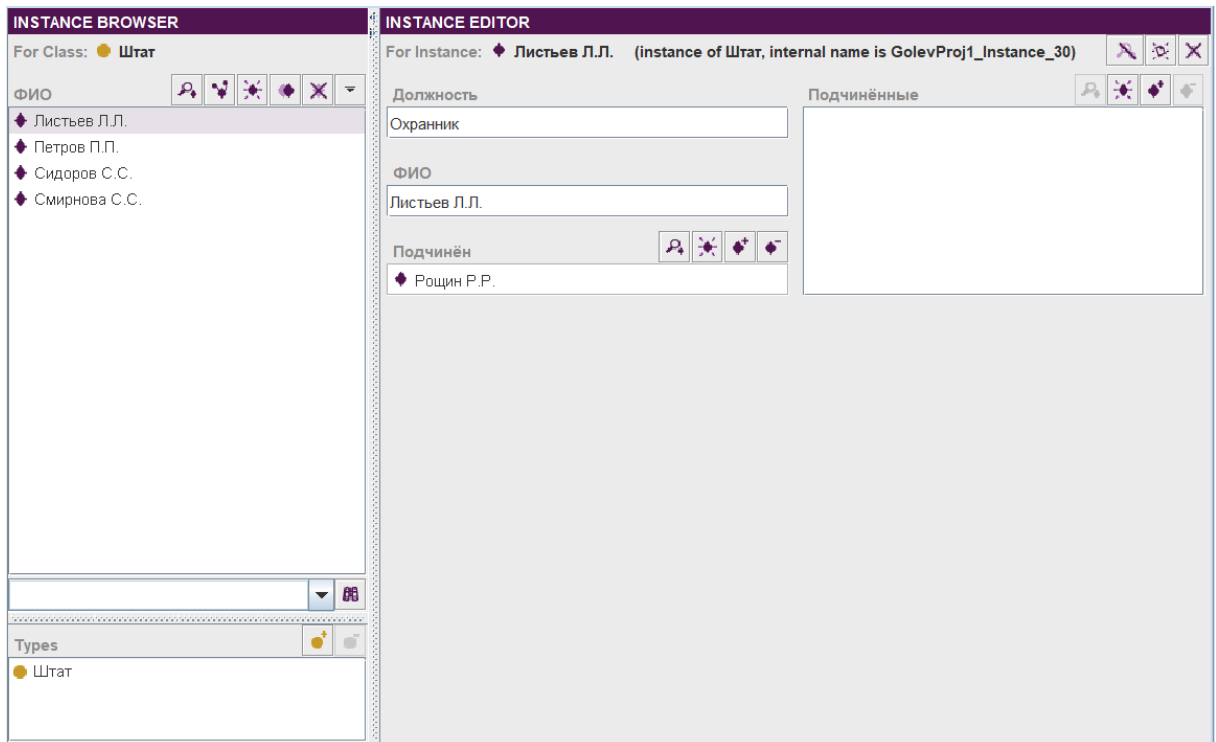 INSTANCE BROWSER
For Class: Штат
ФИО
Листьев Л.Л.
Петров П.П.
Сидоров С.С.
Смирнова С.С.
Types
Штат
INSTANCE EDITOR
For Instance: Листьев Л.Л. (instance of Штат, internal name is GolevProj1_Instance_30)
Должность
Охранник
ФИО
Листьев Л.Л.
Подчинён
Рощин Р.Р.
Подчинённые